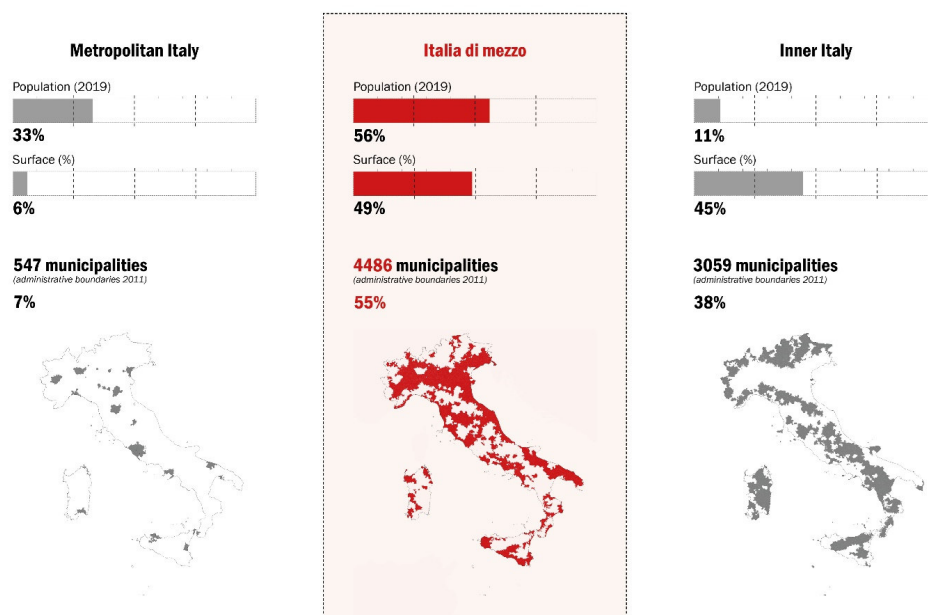 Metropolitan Italy
Population (2019)
33%
Surface (%)
6%
547 municipalities
(administrative boundaries 2011)
7%
Italia di mezzo
Population (2019)
56%
Surface (%)
49%
4486 municipalities
(administrative boundaries 2011)
55%
Inner Italy
Population (2019)
11%
Surface (%)
45%
3059 municipalities
(administrative boundaries 2011)
38%